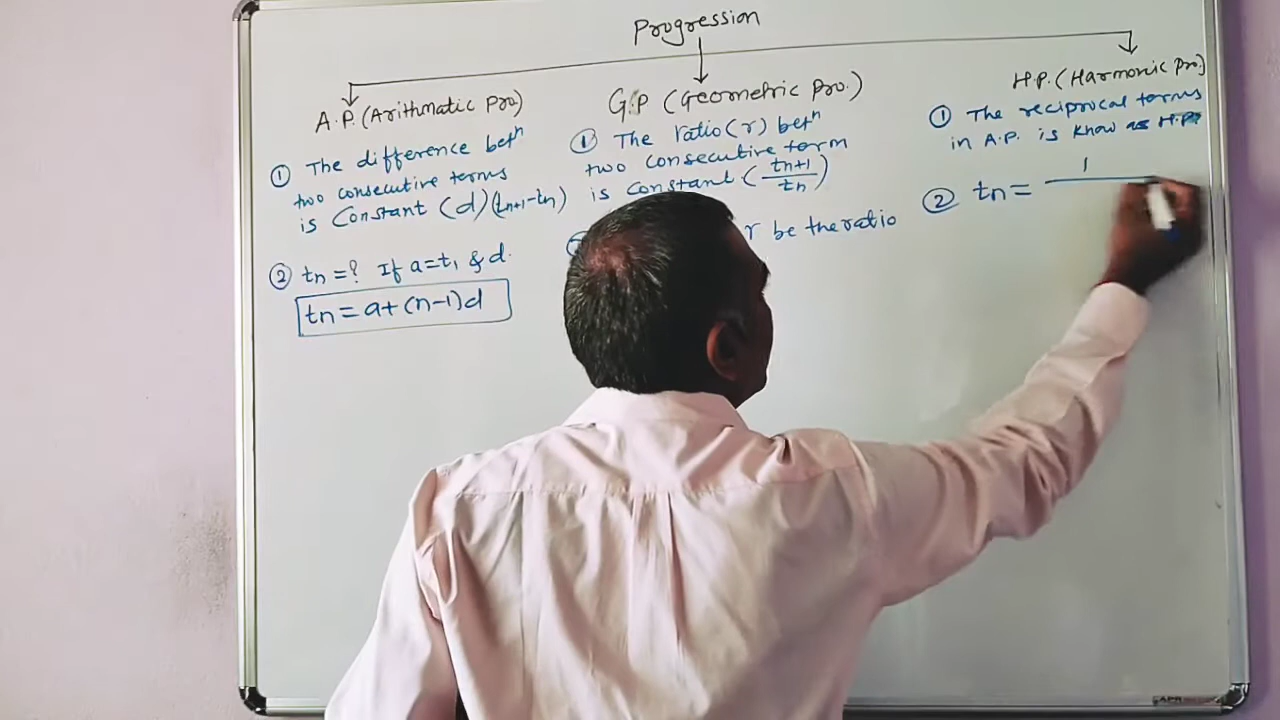 Progression
A.P. (Arithmatic pro)
① The difference betⁿ
two consecutive terms
is Constant (d) (tn+1-tn)
② tn =? If a=t1 & d.
tn = a+(n-1)d
G.P (Geometric pro.)
① The ratio(r) betⁿ
two consecutive term
is constant (tn+1/tn)
r be the ratio
H.P. (Harmonic pro)
① The reciprocal terms
in A.P. is know as H.P.
② tn = 1